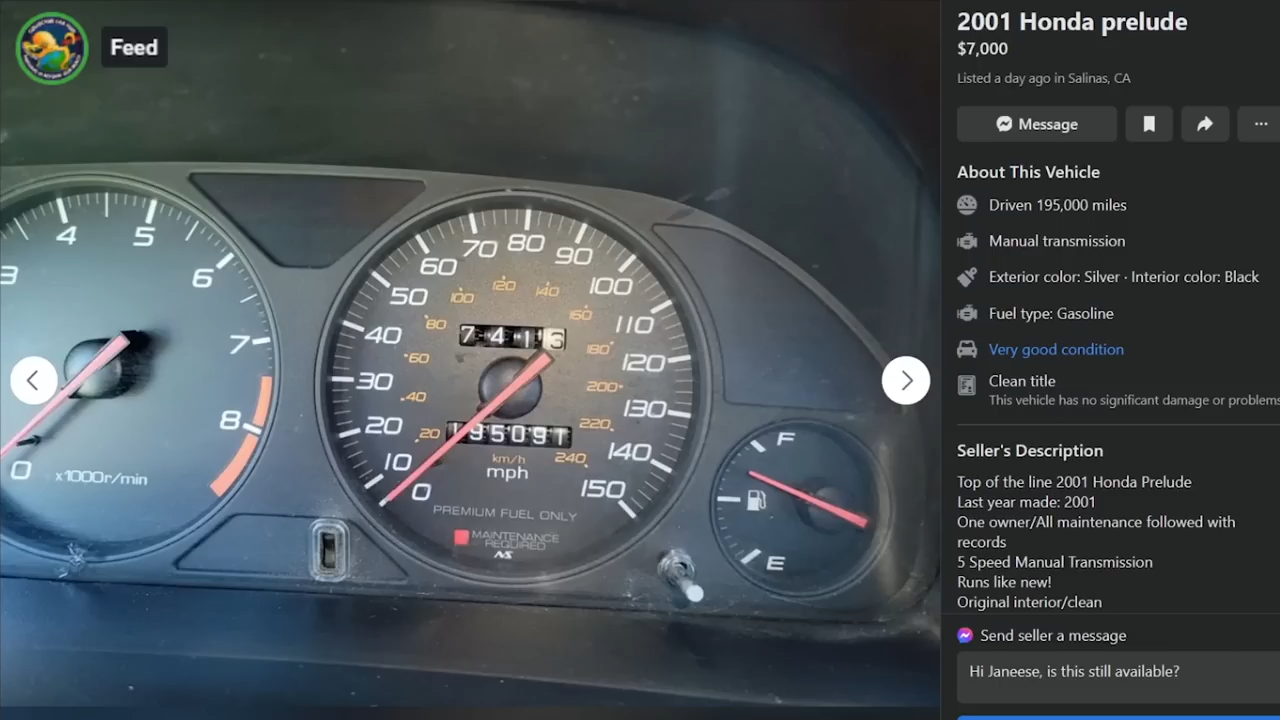 Feed
3
4
5
6
7
8
0
x1000r/min
0
10
20
30
40
50
60
70
80
90
100
110
120
130
140
150
20
40
60
80
100
120
140
160
180
200
220
240
7 4 1
195091
km/h
mph
PREMIUM FUEL ONLY
MAINTENANCE
REQUIRED
F
E
2001 Honda prelude
$7,000
Listed a day ago in Salinas, CA
Message
About This Vehicle
Driven 195,000 miles
Manual transmission
Exterior color: Silver · Interior color: Black
Fuel type: Gasoline
Very good condition
Clean title
This vehicle has no significant damage or problems
Seller's Description
Top of the line 2001 Honda Prelude
Last year made: 2001
One owner/All maintenance followed with
records
5 Speed Manual Transmission
Runs like new!
Original interior/clean
Send seller a message
Hi Janeese, is this still available?